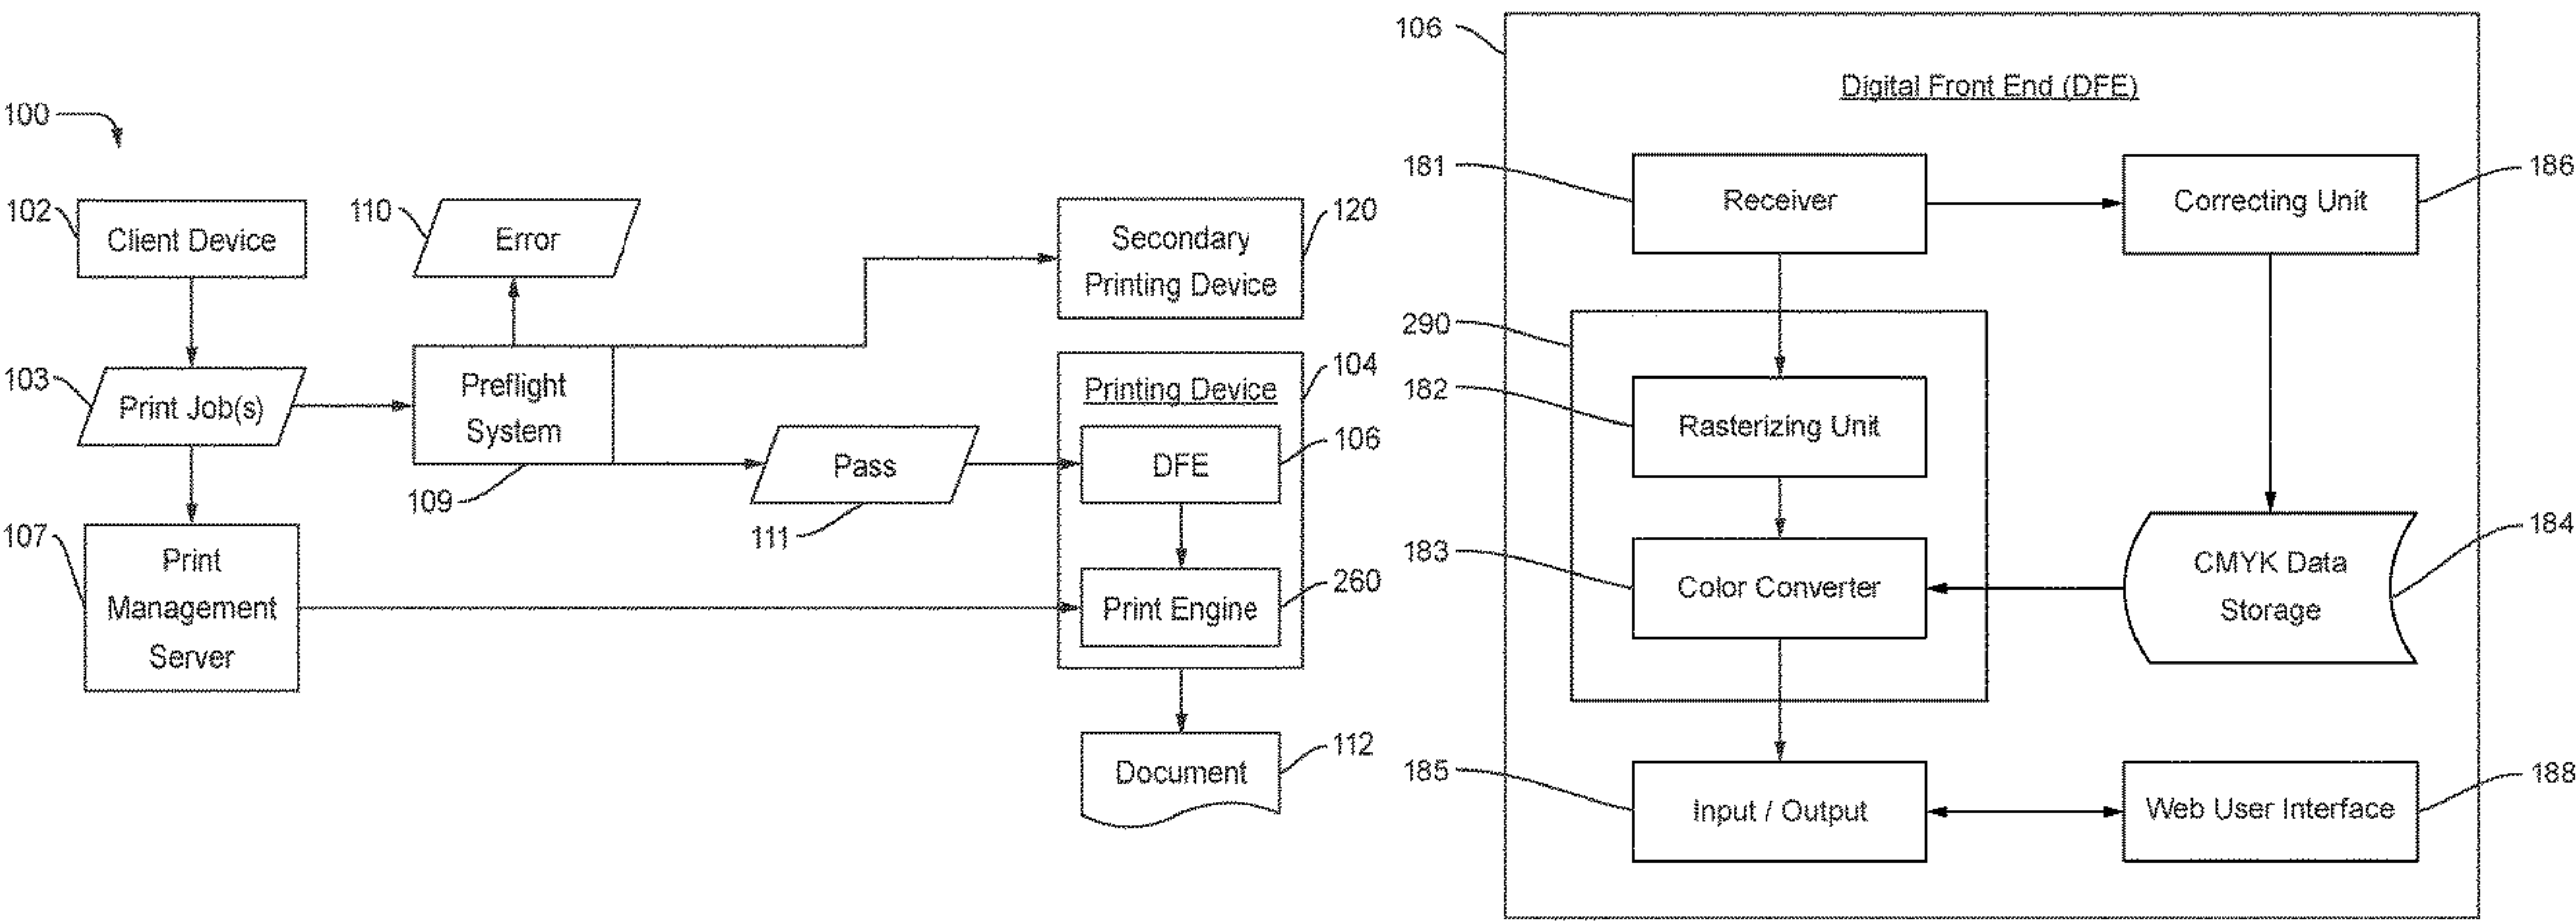 100
102
Client Device
110
Error
Secondary
Printing Device
120
103
Print Job(s)
Preflight
System
109
Pass
111
Printing Device
104
DFE
106
107
Print
Management
Server
Print Engine
260
Document
112
106
Digital Front End (DFE)
181
Receiver
Correcting Unit
186
290
182
Rasterizing Unit
183
Color Converter
CMYK Data
Storage
184
185
Input / Output
Web User Interface
188